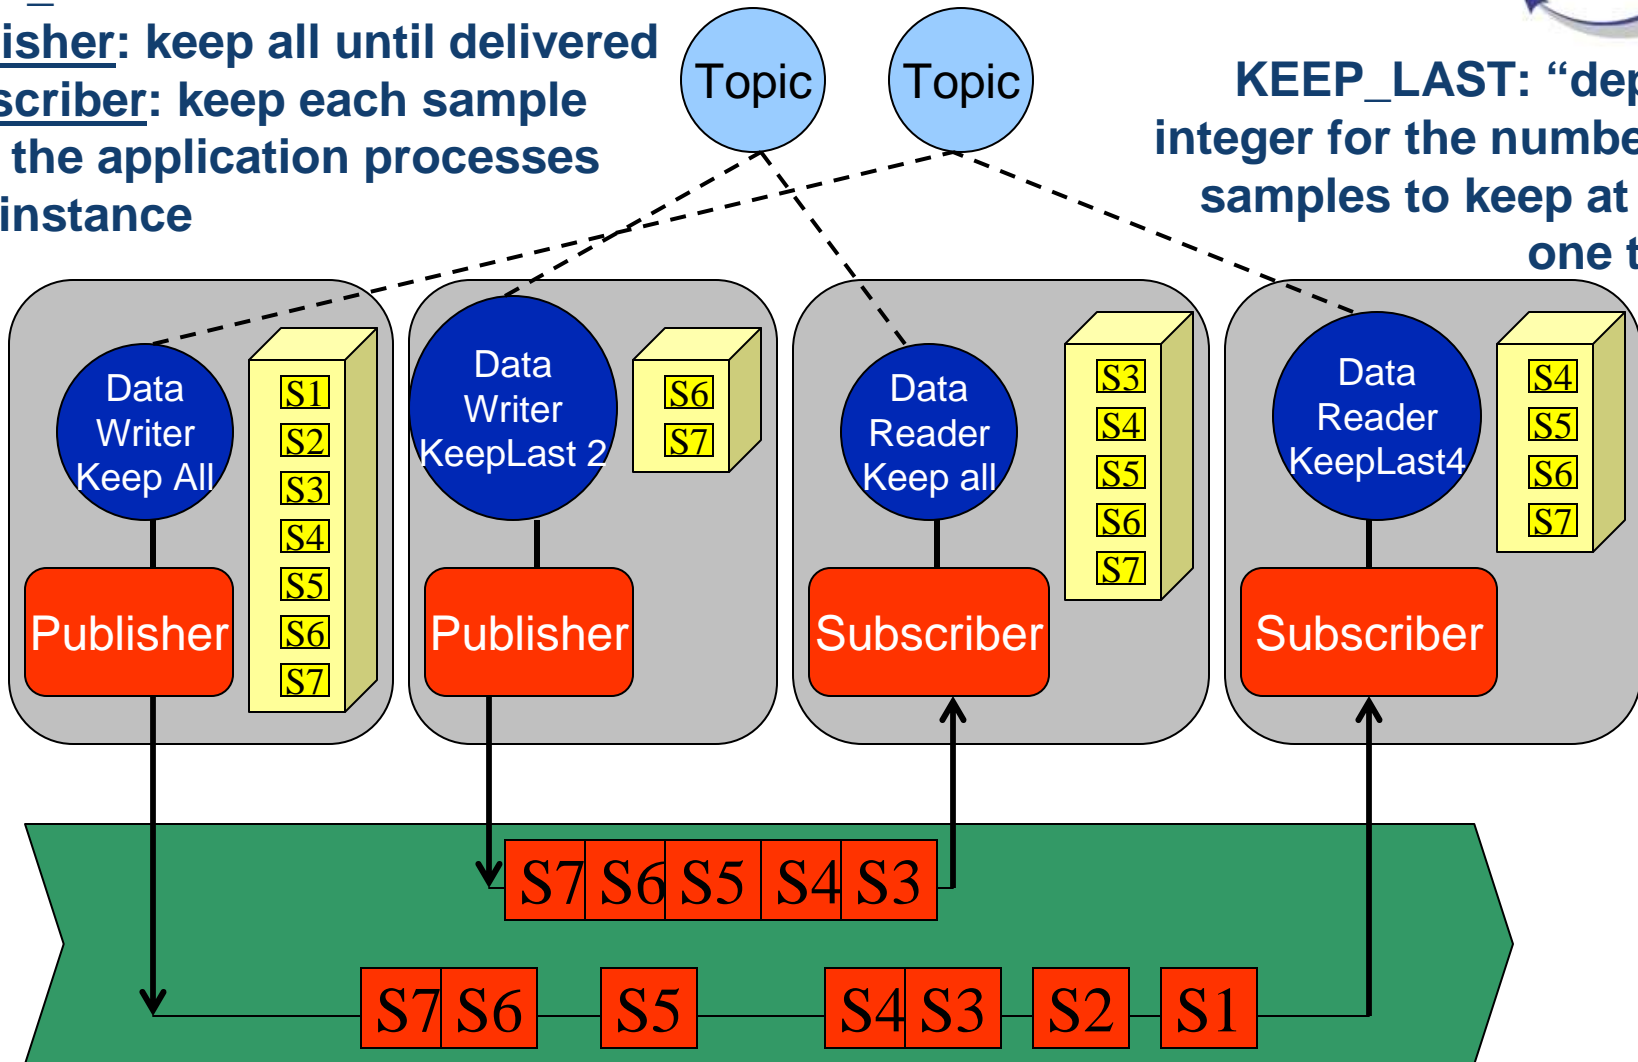 isher: keep all until delivered
scriber: keep each sample
the application processes
instance
Topic
Topic
KEEP_LAST: “dep
integer for the numbe
samples to keep at
one t
Data
Writer
Keep All
S1
S2
S3
S4
S5
S6
S7
Publisher
Data
Writer
KeepLast 2
S6
S7
Publisher
Data
Reader
Keep all
S3
S4
S5
S6
S7
Subscriber
Data
Reader
KeepLast4
S4
S5
S6
S7
Subscriber
S7 S6 S5 S4 S3
S7 S6 S5 S4 S3 S2 S1